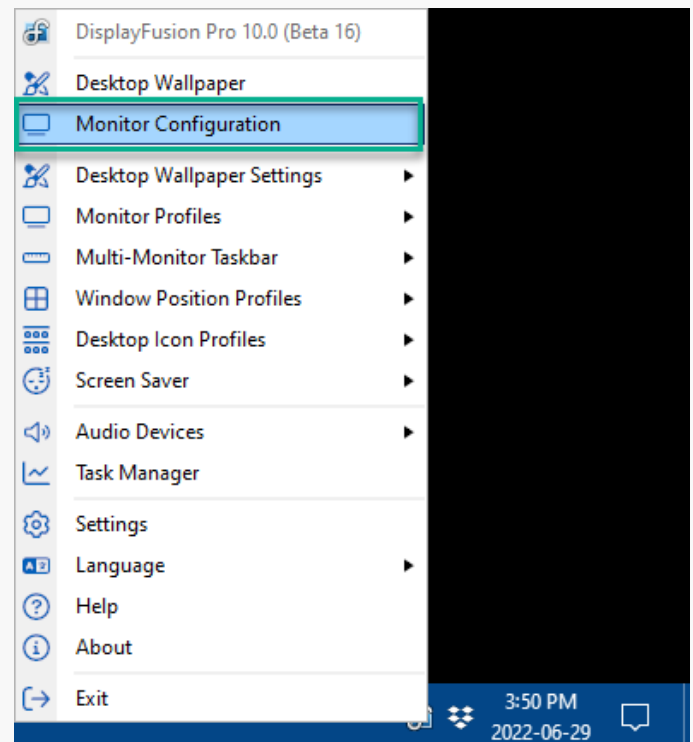 DisplayFusion Pro 10.0 (Beta 16)
Desktop Wallpaper
Monitor Configuration
Desktop Wallpaper Settings
Monitor Profiles
Multi-Monitor Taskbar
Window Position Profiles
Desktop Icon Profiles
Screen Saver
Audio Devices
Task Manager
Settings
Language
Help
About
Exit
3:50 PM
2022-06-29